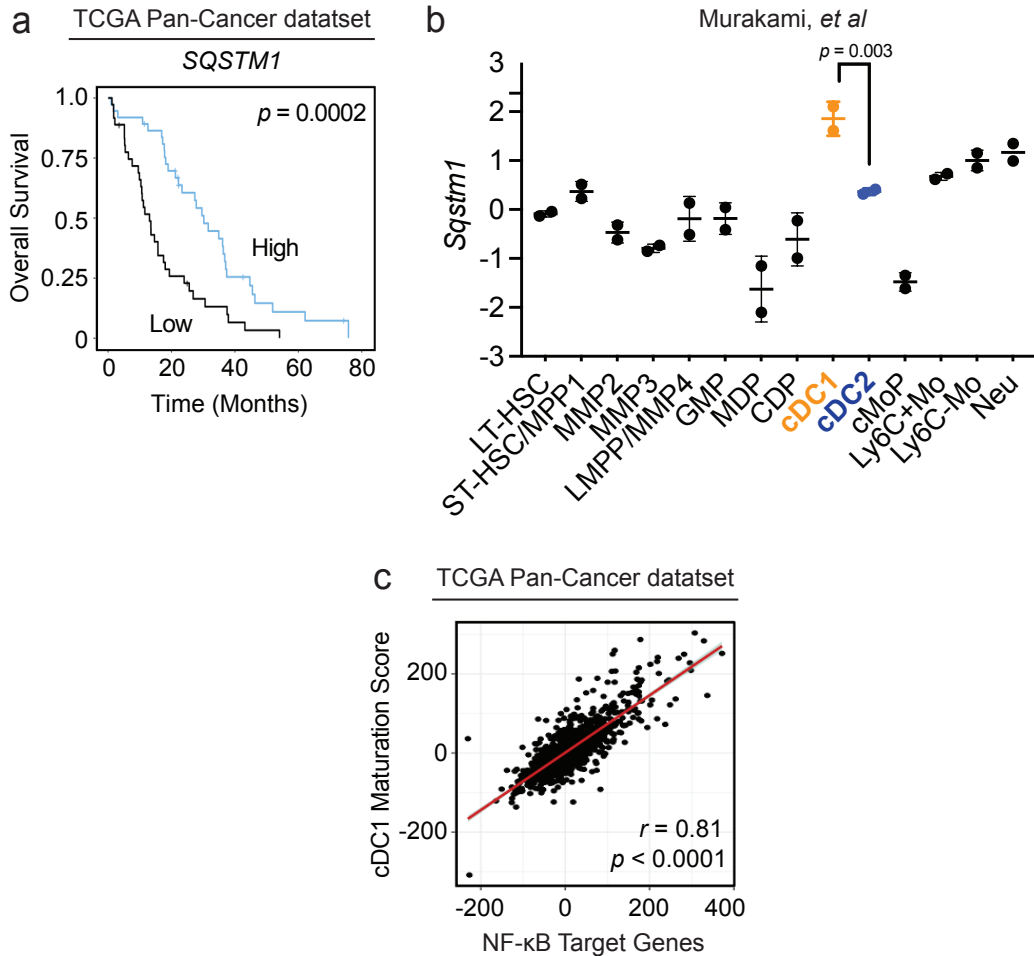 a
TCGA Pan-Cancer datatset
SQSTM1
p = 0.0002
1.0
0.75
0.5
0.25
0
High
Low
Overall Survival
0 20 40 60 80
Time (Months)
b
Murakami, et al
p = 0.003
3
2
1
0
-1
-2
-3
Sqstm1
LT-HSC
ST-HSC/MPP1
MMP2
MMP3
LMPP/MMP4
GMP
MDP
CDP
cDC1
cDC2
cMoP
Ly6C+Mo
Ly6C-Mo
Neu
c
TCGA Pan-Cancer datatset
cDC1 Maturation Score
200
0
-200
r = 0.81
p < 0.0001
-200 0 200 400
NF-κB Target Genes